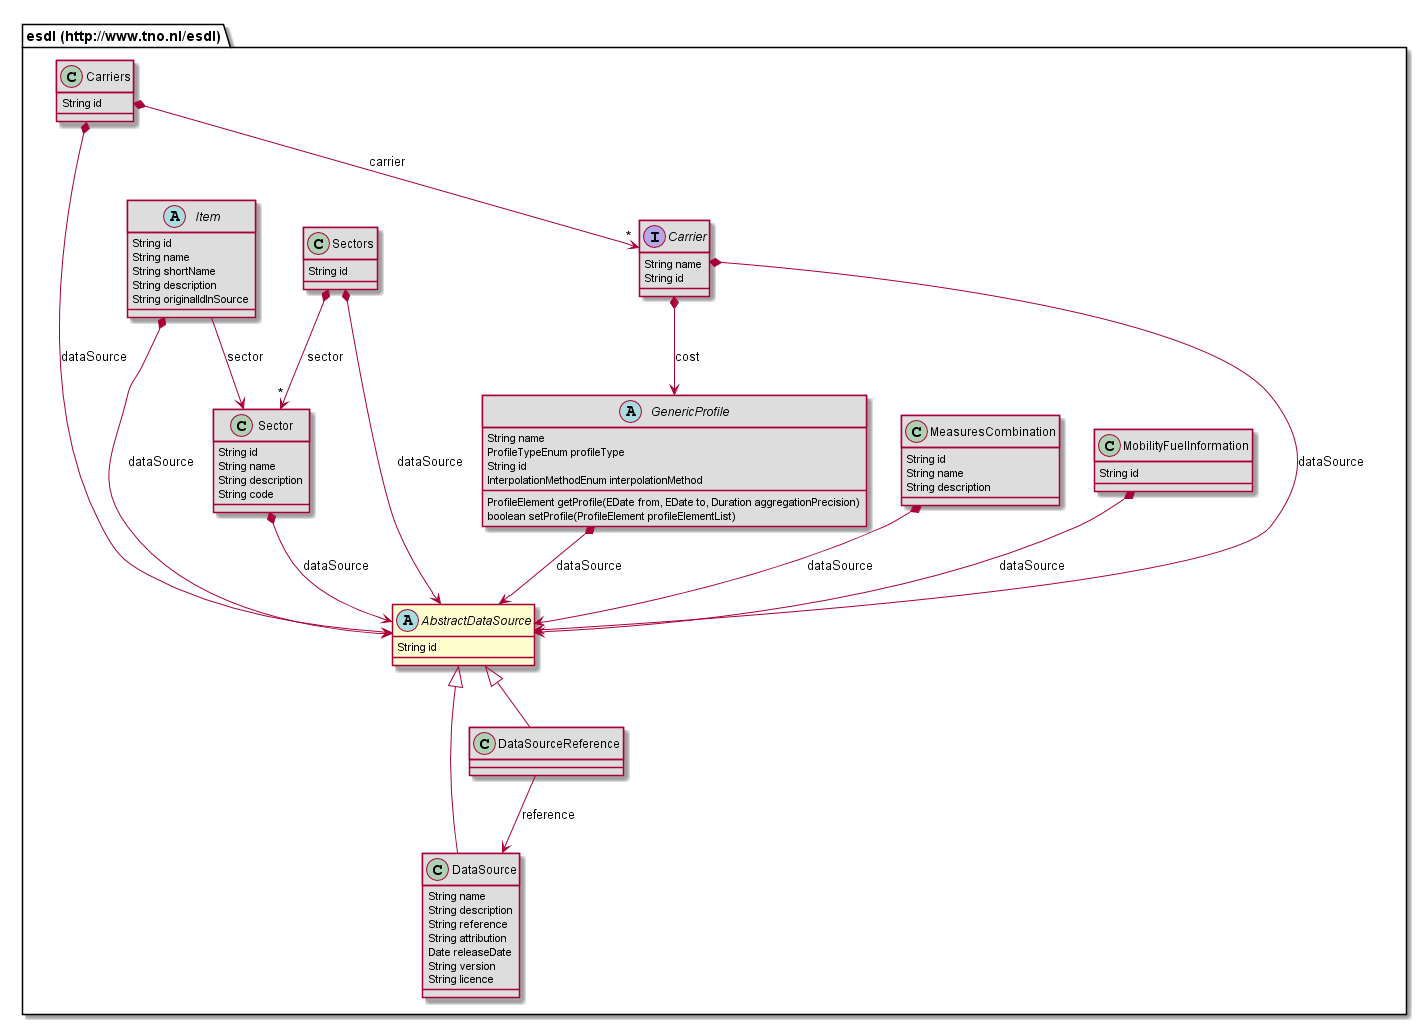 esdl (http://www.tno.nl/esdl)
C Carriers
String id
carrier
A Item
String id
String name
String shortName
String description
String originalIdInSource
C Sectors
String id
*
I Carrier
String name
String id
dataSource
sector
sector
*
cost
C Sector
String id
String name
String description
String code
A GenericProfile
String name
ProfileTypeEnum profileType
String id
InterpolationMethodEnum interpolationMethod
ProfileElement getProfile(EDate from, EDate to, Duration aggregationPrecision)
boolean setProfile(ProfileElement profileElementList)
C MeasuresCombination
String id
String name
String description
C MobilityFuelInformation
String id
dataSource
dataSource
dataSource
dataSource
dataSource
dataSource
dataSource
A AbstractDataSource
String id
C DataSourceReference
reference
C DataSource
String name
String description
String reference
String attribution
Date releaseDate
String version
String licence